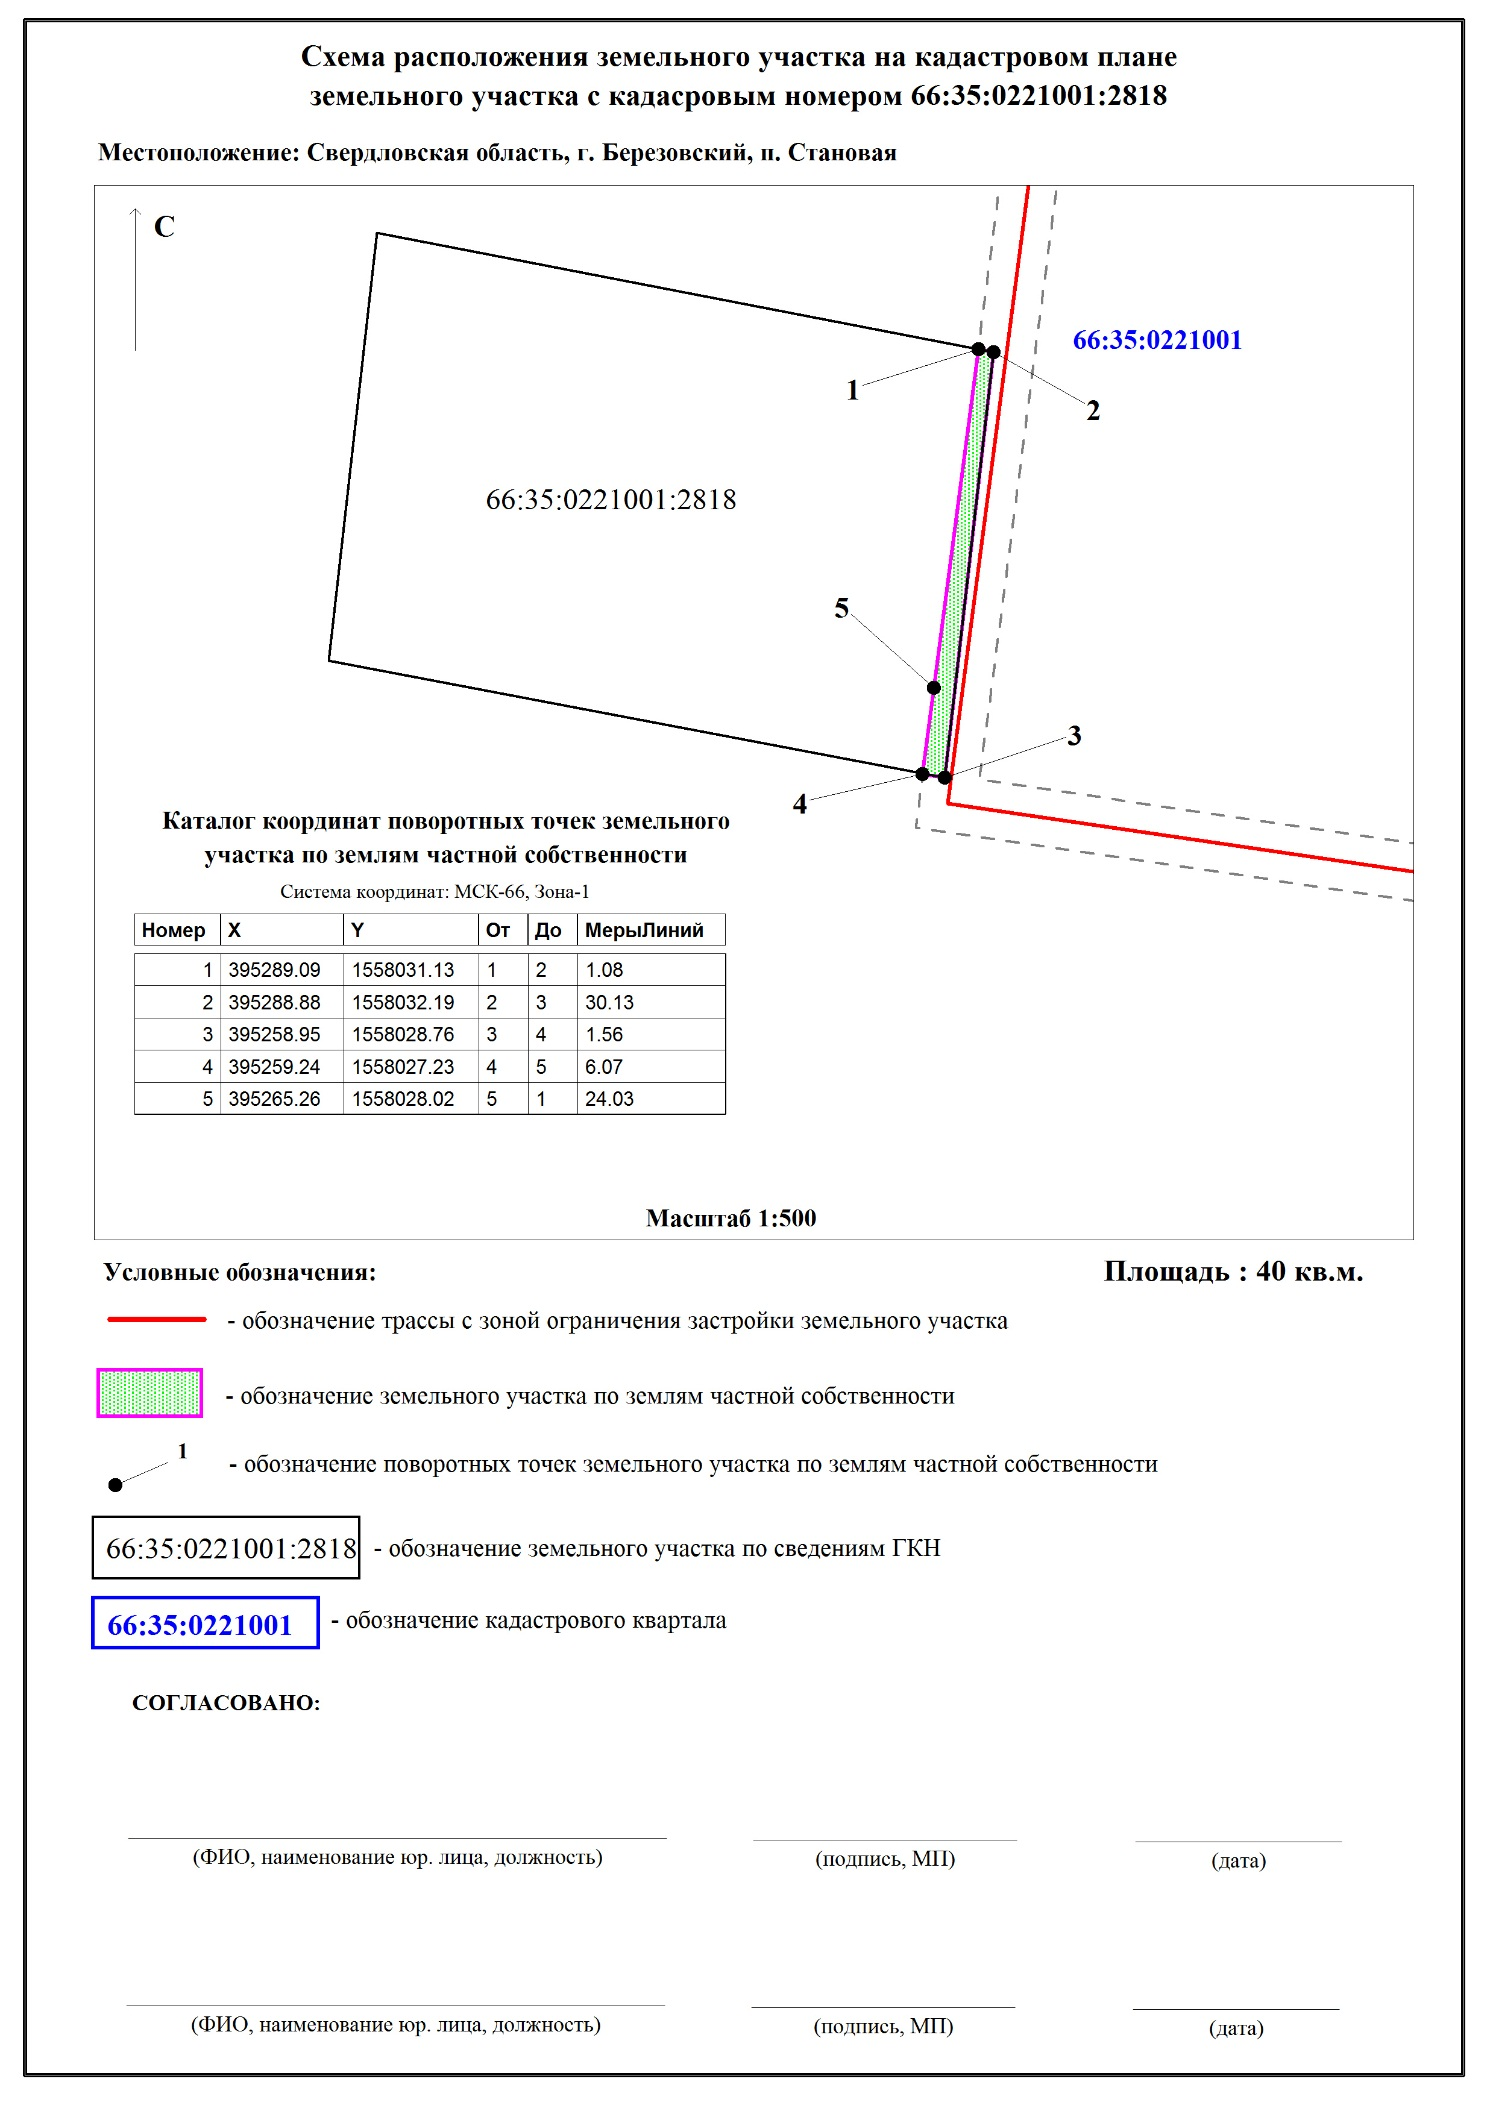 Схема расположения земельного участка на кадастровом плане
земельного участка с кадасровым номером 66:35:0221001:2818
Местоположение: Свердловская область, г. Березовский, п. Становая
С
66:35:0221001
1
2
66:35:0221001:2818
5
3
4
Каталог координат поворотных точек земельного
участка по землям частной собственности
Система координат: МСК-66, Зона-1
Номер X Y От До МерыЛиний
1 395289.09 1558031.13 1 2 1.08
2 395288.88 1558032.19 2 3 30.13
3 395258.95 1558028.76 3 4 1.56
4 395259.24 1558027.23 4 5 6.07
5 395265.26 1558028.02 5 1 24.03
Масштаб 1:500
Условные обозначения: Площадь : 40 кв.м.
- обозначение трассы с зоной ограничения застройки земельного участка
- обозначение земельного участка по землям частной собственности
1
- обозначение поворотных точек земельного участка по землям частной собственности
66:35:0221001:2818 - обозначение земельного участка по сведениям ГКН
66:35:0221001 - обозначение кадастрового квартала
СОГЛАСОВАНО:
(ФИО, наименование юр. лица, должность) (подпись, МП) (дата)
(ФИО, наименование юр. лица, должность) (подпись, МП) (дата)